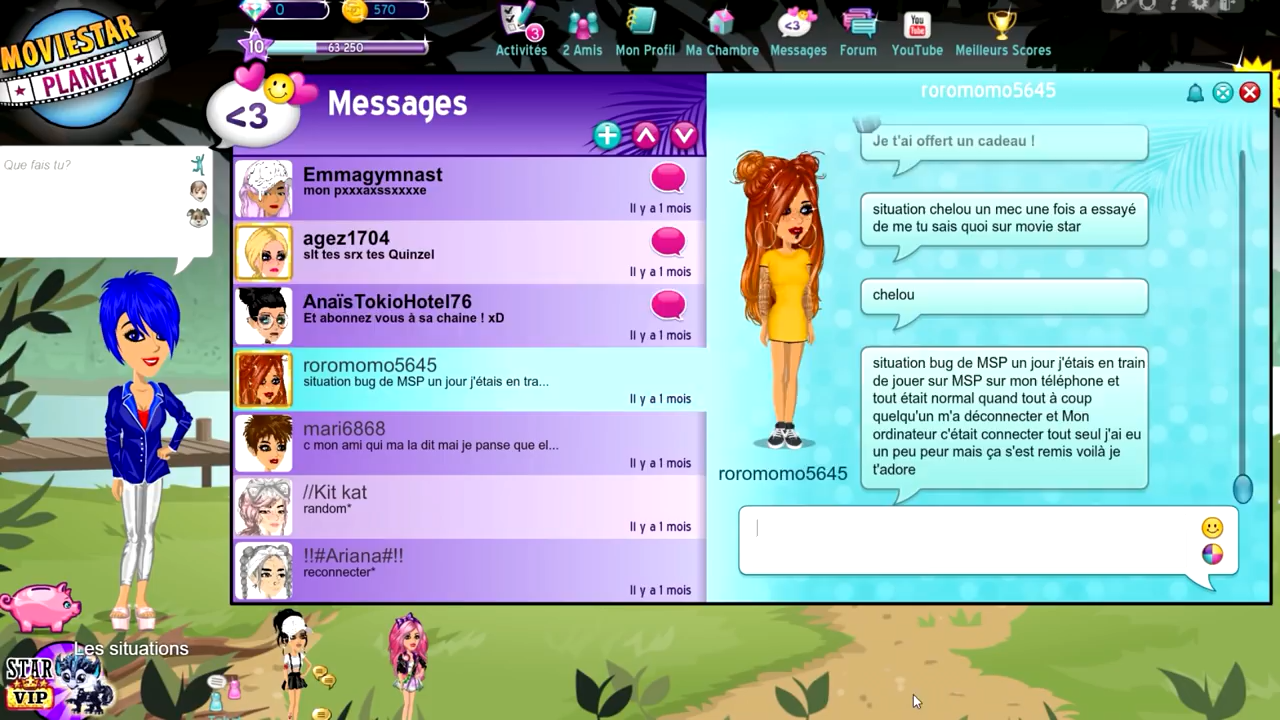 MOVIESTAR
PLANET
0
570
10
63 250
3
Activités
2 Amis
Mon Profil
Ma Chambre
<3
Messages
Forum
You
Tube
YouTube
Meilleurs Scores
Que fais tu?
<3
Messages
Emmagymnast
mon pxxxaxssxxxxe
Il y a 1 mois
agez1704
slt tes srx tes Quinzel
Il y a 1 mois
AnaïsTokioHotel76
Et abonnez vous à sa chaine ! xD
Il y a 1 mois
roromomo5645
situation bug de MSP un jour j'étais en tra...
Il y a 1 mois
mari6868
c mon ami qui ma la dit mai je panse que el...
Il y a 1 mois
//Kit kat
random*
Il y a 1 mois
!!#Ariana#!!
reconnecter*
Il y a 1 mois
roromomo5645
Je t'ai offert un cadeau !
situation chelou un mec une fois a essayé
de me tu sais quoi sur movie star
chelou
situation bug de MSP un jour j'étais en train
de jouer sur MSP sur mon téléphone et
tout était normal quand tout à coup
quelqu'un m'a déconnecter et Mon
ordinateur c'était connecter tout seul j'ai eu
un peu peur mais ça s'est remis voilà je
t'adore
roromomo5645
Les situations
STAR
VIP